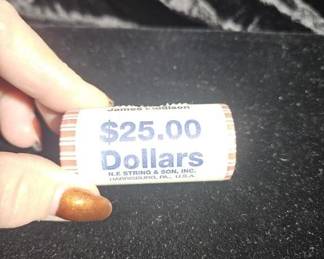 James Madison
$25.00
Dollars
N.F. STRING & SON, INC.
HARRISBURG, PA., U.S.A.